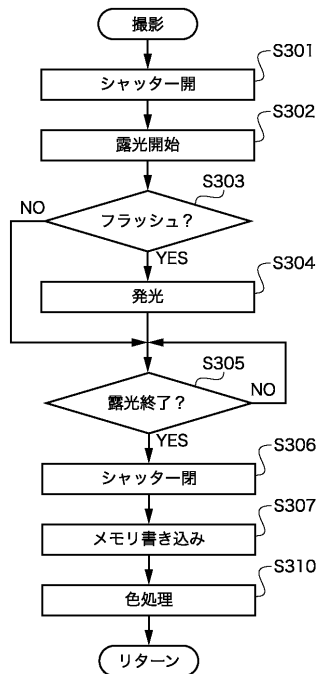 撮影
S301
シャッター開
S302
露光開始
S303
NO
フラッシュ?
YES
S304
発光
S305
NO
露光終了?
YES
S306
シャッター閉
S307
メモリ書き込み
S310
色処理
リターン